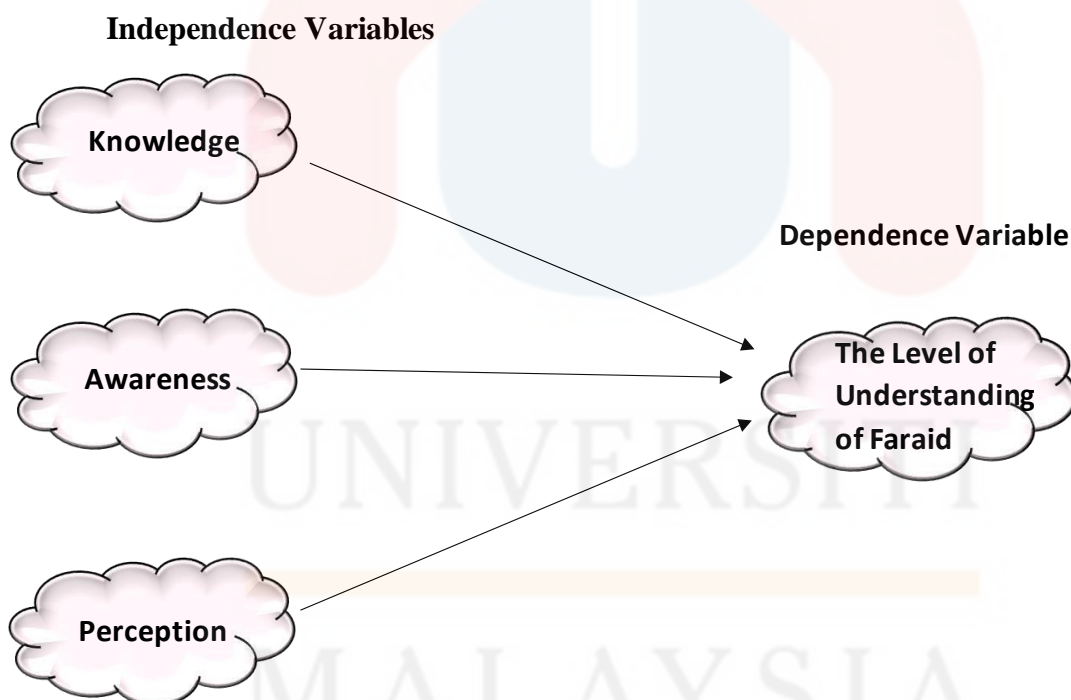 Independence Variables
Knowledge
Dependence Variable
The Level of
Understanding
of Faraid
Awareness
UNIVERSITI
Perception
MALAYSIA